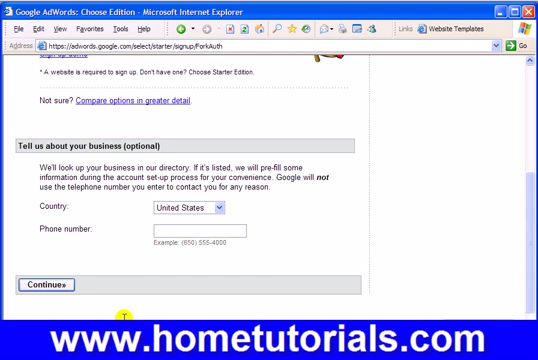 Google AdWords: Choose Edition - Microsoft Internet Explorer
File Edit View Favorites Tools Help Links Website Templates
Address https://adwords.google.com/select/starter/signup/ForkAuth Go
* A website is required to sign up. Don't have one? Choose Starter Edition.
Not sure? Compare options in greater detail.
Tell us about your business (optional)
We'll look up your business in our directory. If it's listed, we will pre-fill some
information during the account set-up process for your convenience. Google will not
use the telephone number you enter to contact you for any reason.
Country: United States
Phone number:
Example: (650) 555-4000
Continue»
www.hometutorials.com